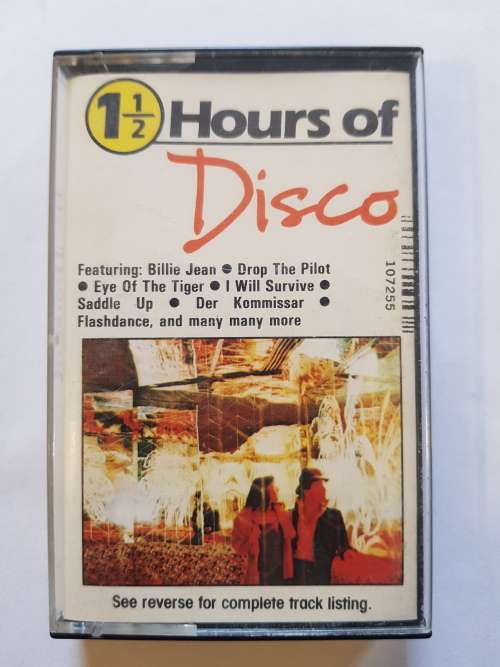 1 1/2 Hours of
Disco
Featuring: Billie Jean ● Drop The Pilot
● Eye Of The Tiger ● I Will Survive ●
Saddle Up ● Der Kommissar ●
Flashdance, and many many more
107255
See reverse for complete track listing.